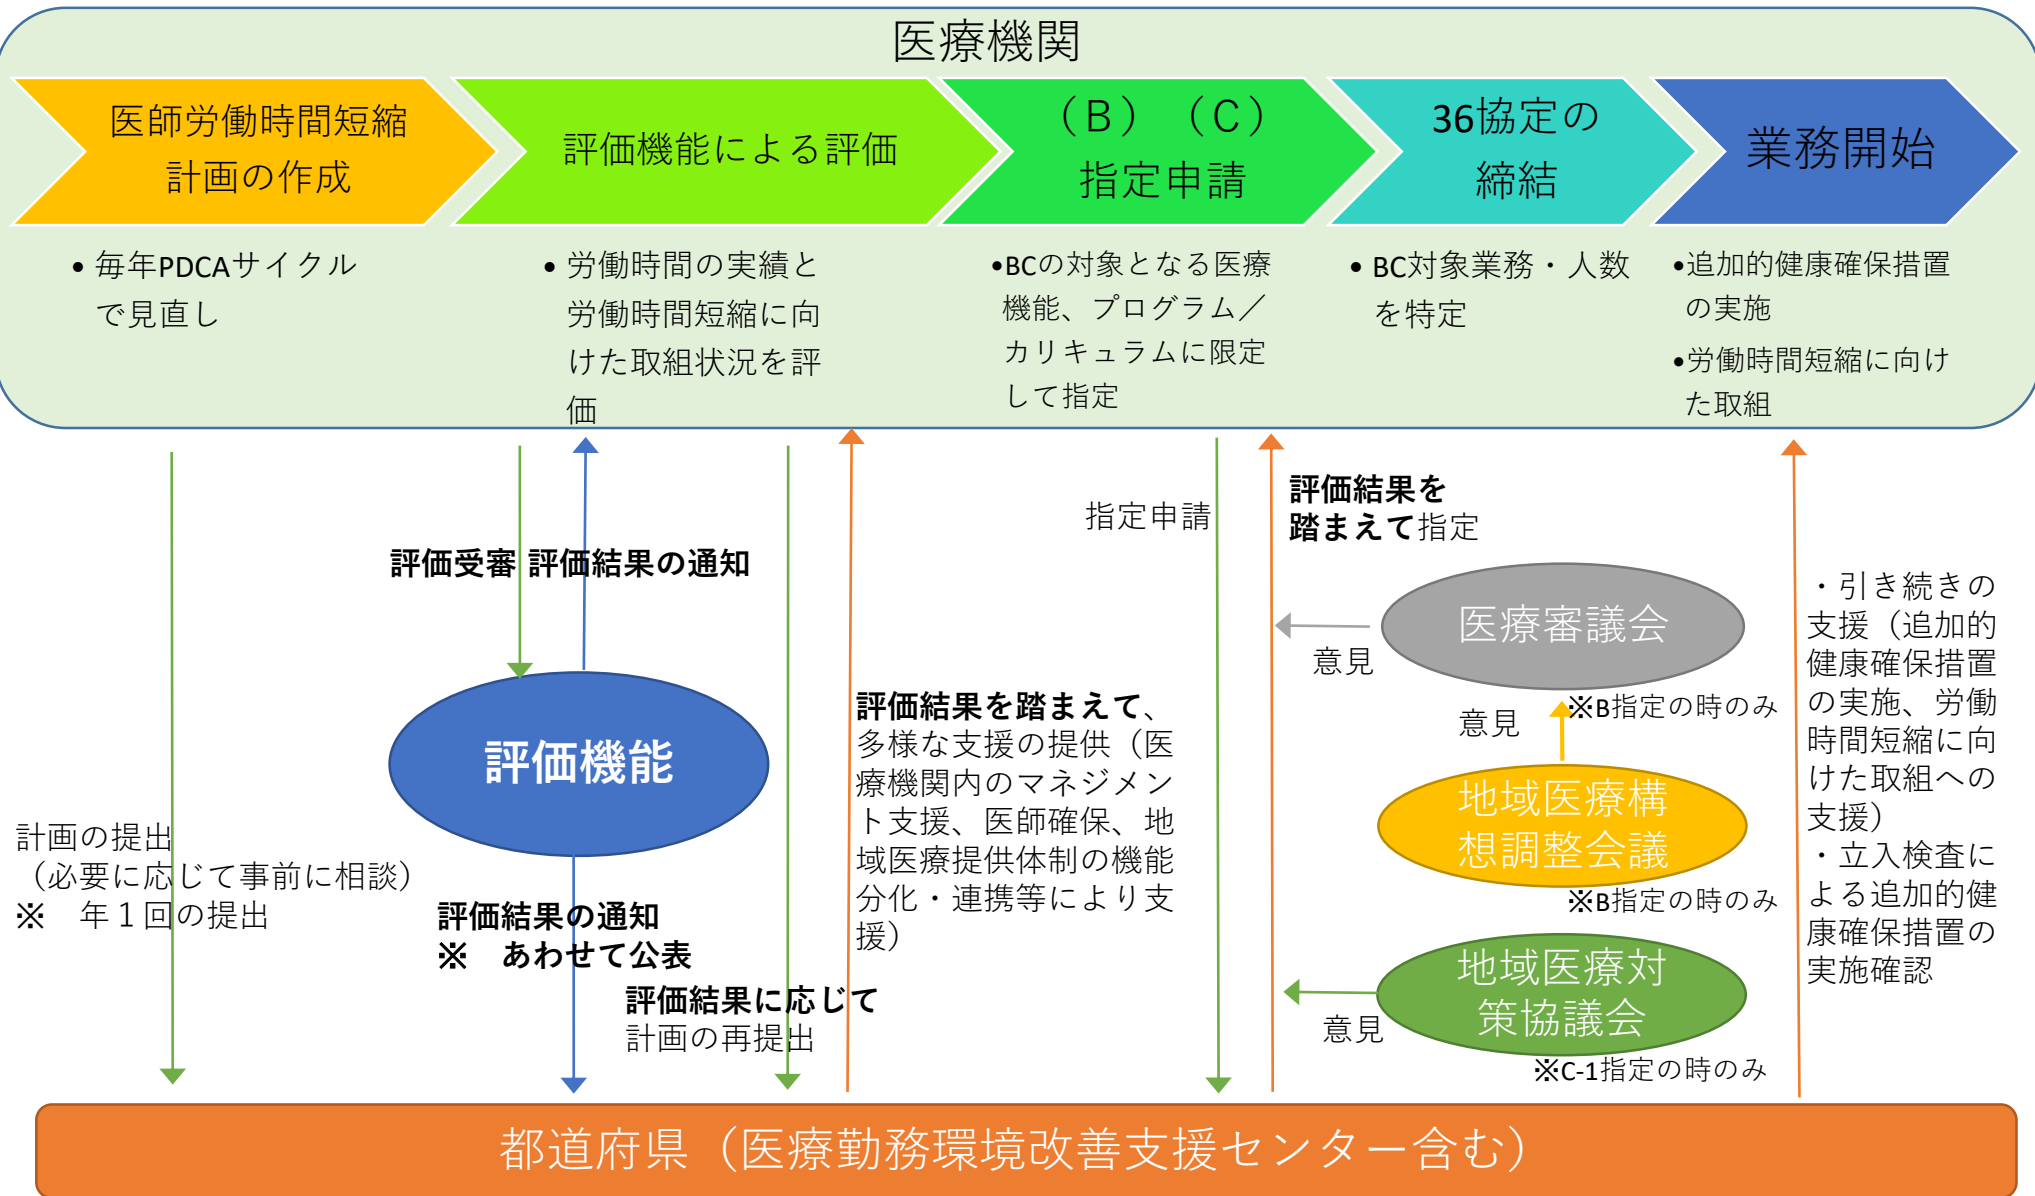 医療機関
医師労働時間短縮
計画の作成
評価機能による評価
（Ｂ）（Ｃ）
指定申請
36協定の
締結
業務開始
• 毎年PDCAサイクル
で見直し
• 労働時間の実績と
労働時間短縮に向
けた取組状況を評
価
•BCの対象となる医療
機能、プログラム／
カリキュラムに限定
して指定
• BC対象業務・人数
を特定
•追加的健康確保措置
の実施
•労働時間短縮に向け
た取組
計画の提出
（必要に応じて事前に相談）
※　年１回の提出
評価受審
評価結果の通知
評価機能
評価結果の通知
※　あわせて公表
評価結果に応じて
計画の再提出
評価結果を踏まえて、
多様な支援の提供（医
療機関内のマネジメン
ト支援、医師確保、地
域医療提供体制の機能
分化・連携等により支
援）
指定申請
評価結果を
踏まえて指定
医療審議会
意見
※B指定の時のみ
意見
地域医療構
想調整会議
※B指定の時のみ
地域医療対
策協議会
意見
※C-1指定の時のみ
・引き続きの
支援（追加的
健康確保措置
の実施、労働
時間短縮に向
けた取組への
支援）
・立入検査に
よる追加的健
康確保措置の
実施確認
都道府県（医療勤務環境改善支援センター含む）